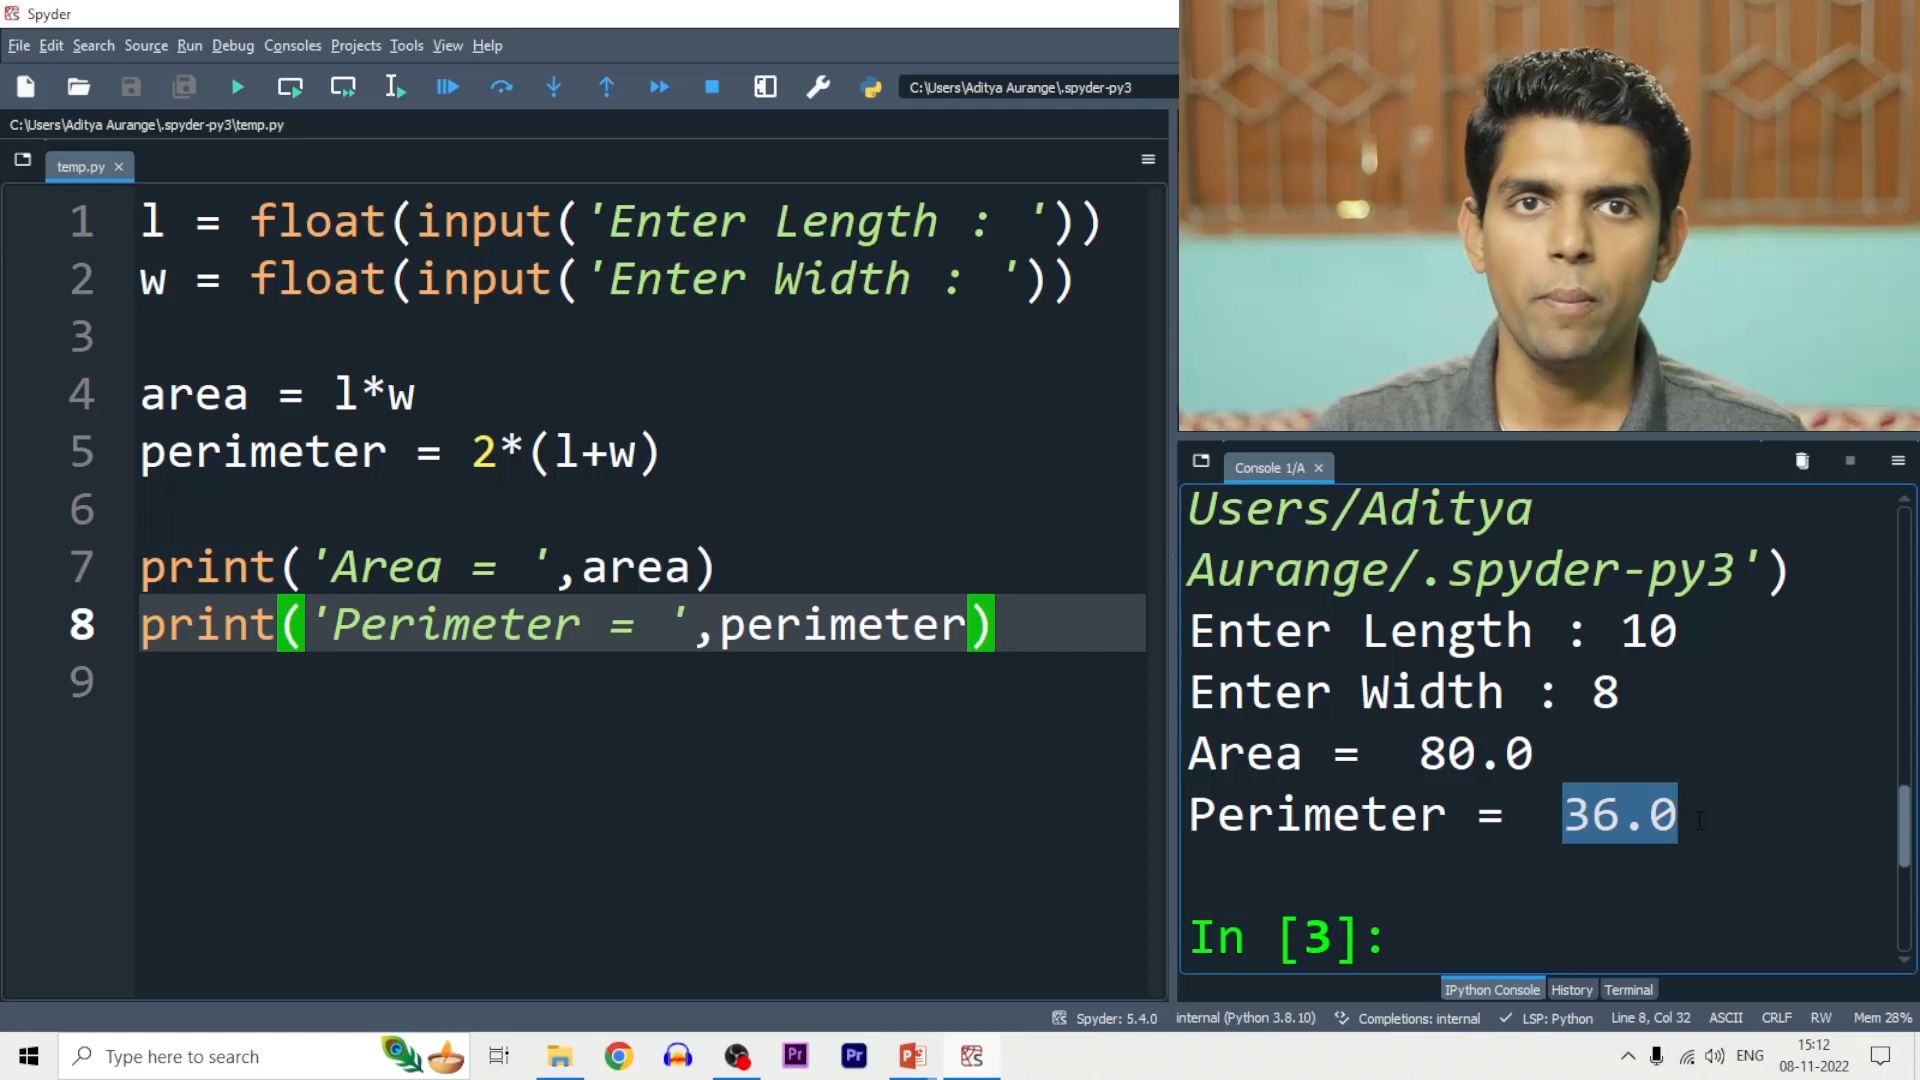 Spyder
File Edit Search Source Run Debug Consoles Projects Tools View Help
C:\Users\Aditya Aurange\.spyder-py3
C:\Users\Aditya Aurange\.spyder-py3\temp.py
temp.py
1 l = float(input('Enter Length : '))
2 w = float(input('Enter Width : '))
3
4 area = l*w
5 perimeter = 2*(l+w)
6
7 print('Area = ',area)
8 print('Perimeter = ',perimeter)
9
Console 1/A
Users/Aditya
Aurange/.spyder-py3')
Enter Length : 10
Enter Width : 8
Area =  80.0
Perimeter =  36.0
In [3]:
IPython Console History Terminal
Spyder: 5.4.0 internal (Python 3.8.10) Completions: internal LSP: Python Line 8, Col 32 ASCII CRLF RW Mem 28%
Type here to search
Pr Pr
ENG
15:12
08-11-2022